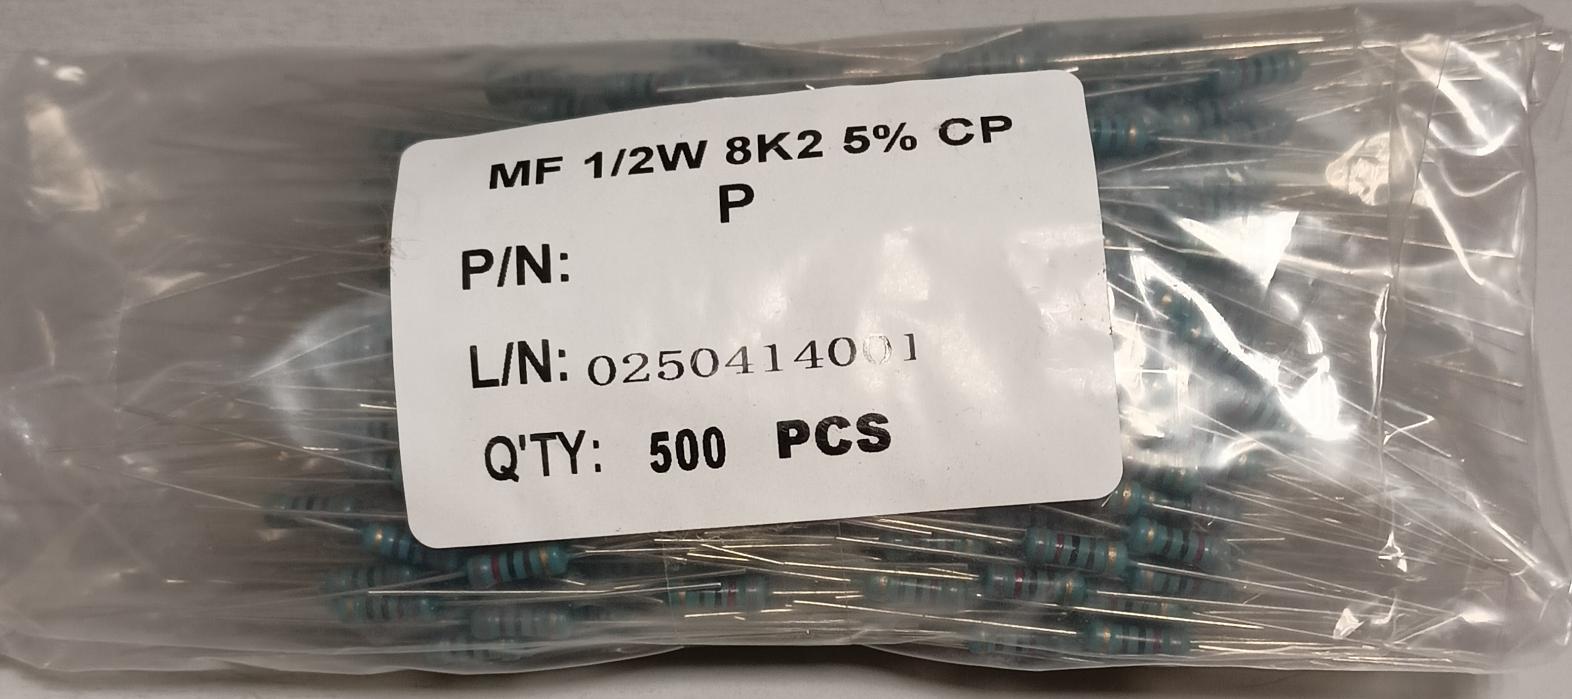 MF 1/2W 8K2 5% CP
P
P/N:
L/N: 0250414001
Q'TY: 500 PCS